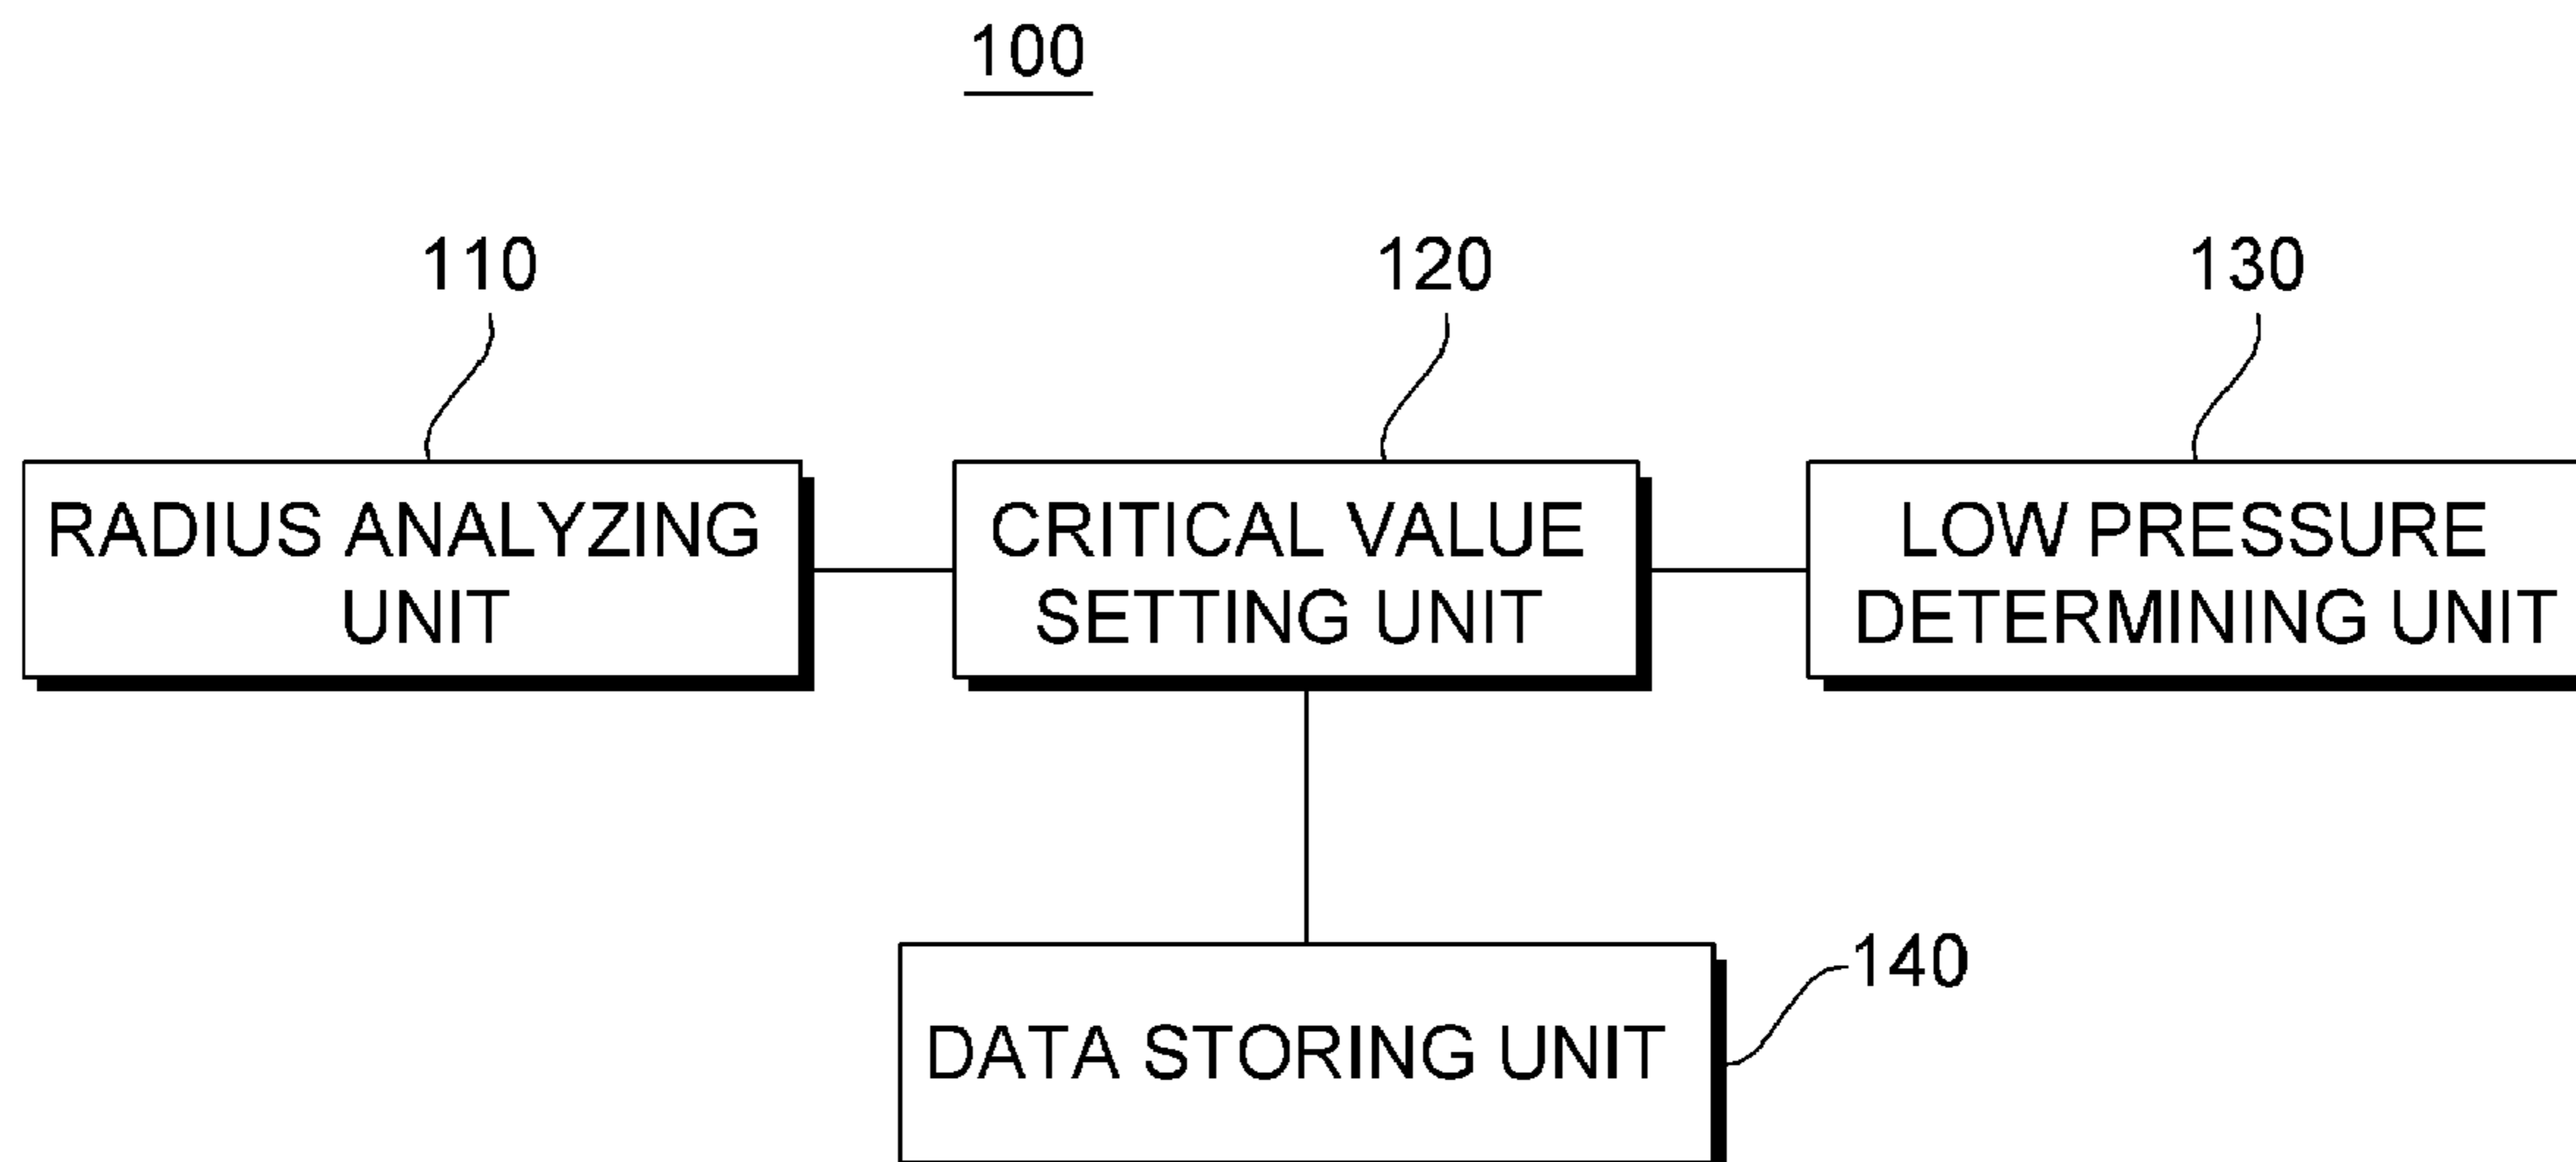 100
110
120
130
RADIUS ANALYZING
UNIT
CRITICAL VALUE
SETTING UNIT
LOW PRESSURE
DETERMINING UNIT
140
DATA STORING UNIT